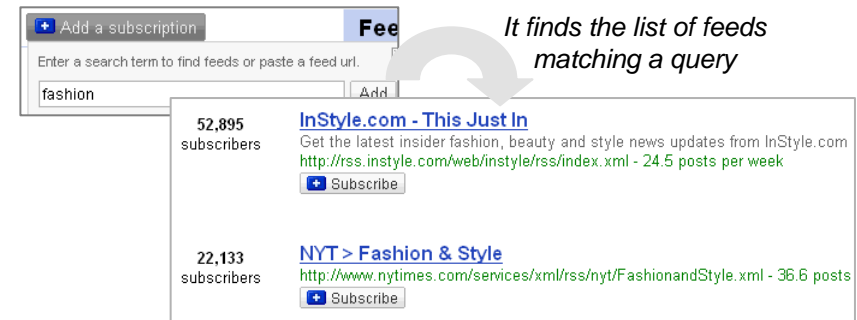 Add a subscription
Fee
Enter a search term to find feeds or paste a feed url.
fashion
Add
It finds the list of feeds
matching a query
52,895
subscribers
InStyle.com - This Just In
Get the latest insider fashion, beauty and style news updates from InStyle.com
http://rss.instyle.com/web/instyle/rss/index.xml - 24.5 posts per week
Subscribe
22,133
subscribers
NYT > Fashion & Style
http://www.nytimes.com/services/xml/rss/nyt/FashionandStyle.xml - 36.6 posts
Subscribe